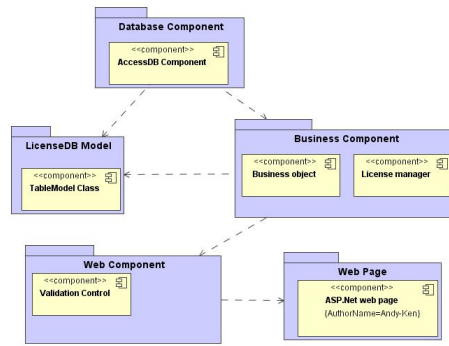 Database Component
<<component>>
AccessDB Component
LicenseDB Model
<<component>>
TableModel Class
Business Component
<<component>>
Business object
<<component>>
License manager
Web Component
<<component>>
Validation Control
Web Page
<<component>>
ASP.Net web page
{AuthorName=Andy-Ken}